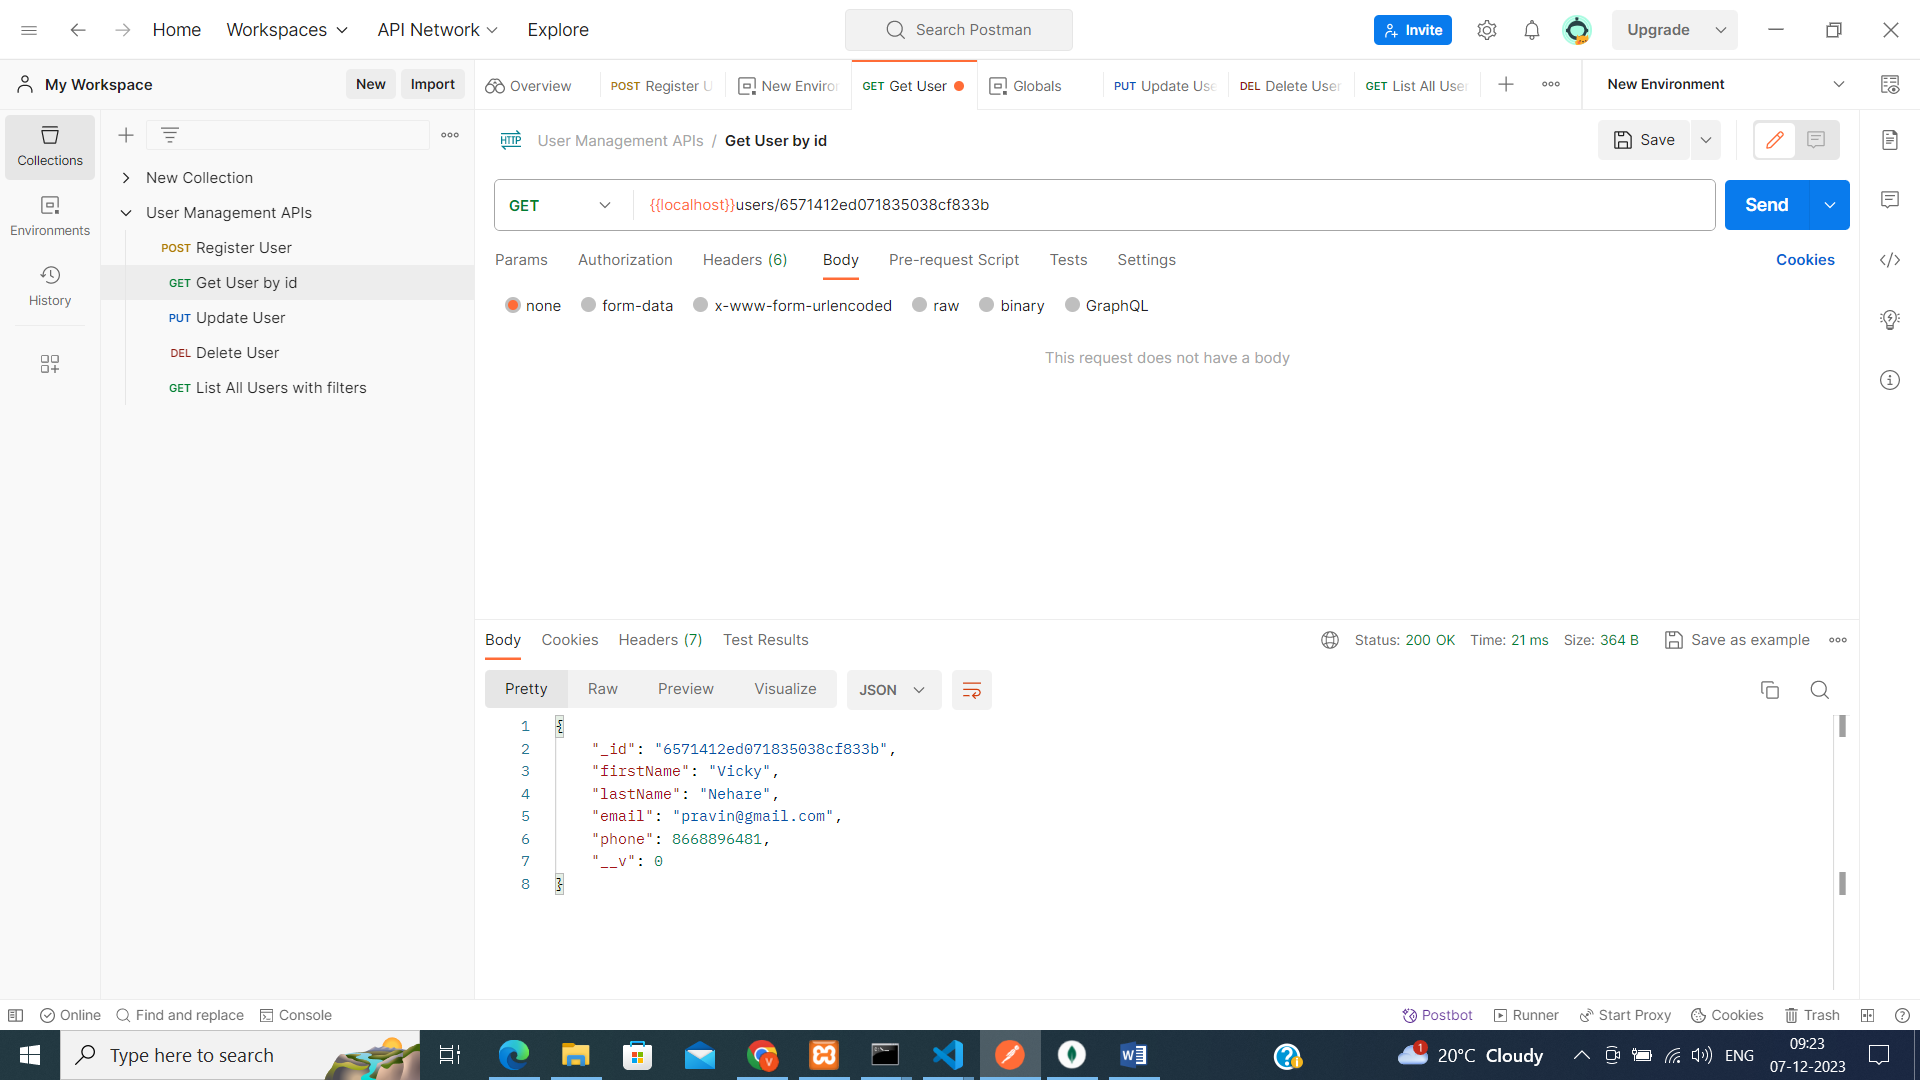 Home Workspaces API Network Explore
Search Postman
Invite
Upgrade
My Workspace New Import
Overview POST Register U New Enviro GET Get User Globals PUT Update Use DEL Delete User GET List All User
New Environment
Collections
Environments
History
New Collection
User Management APIs
POST Register User
GET Get User by id
PUT Update User
DEL Delete User
GET List All Users with filters
HTTP User Management APIs / Get User by id
Save
GET {{localhost}}users/6571412ed071835038cf833b
Send
Params Authorization Headers (6) Body Pre-request Script Tests Settings Cookies
none form-data x-www-form-urlencoded raw binary GraphQL
This request does not have a body
Body Cookies Headers (7) Test Results
Status: 200 OK Time: 21 ms Size: 364 B Save as example
Pretty Raw Preview Visualize JSON
1 {
2 "_id": "6571412ed071835038cf833b",
3 "firstName": "Vicky",
4 "lastName": "Nehare",
5 "email": "pravin@gmail.com",
6 "phone": 8668896481,
7 "__v": 0
8 }
Online Find and replace Console
Postbot Runner Start Proxy Cookies Trash
Type here to search
V
W
1
20°C Cloudy
ENG
09:23
07-12-2023